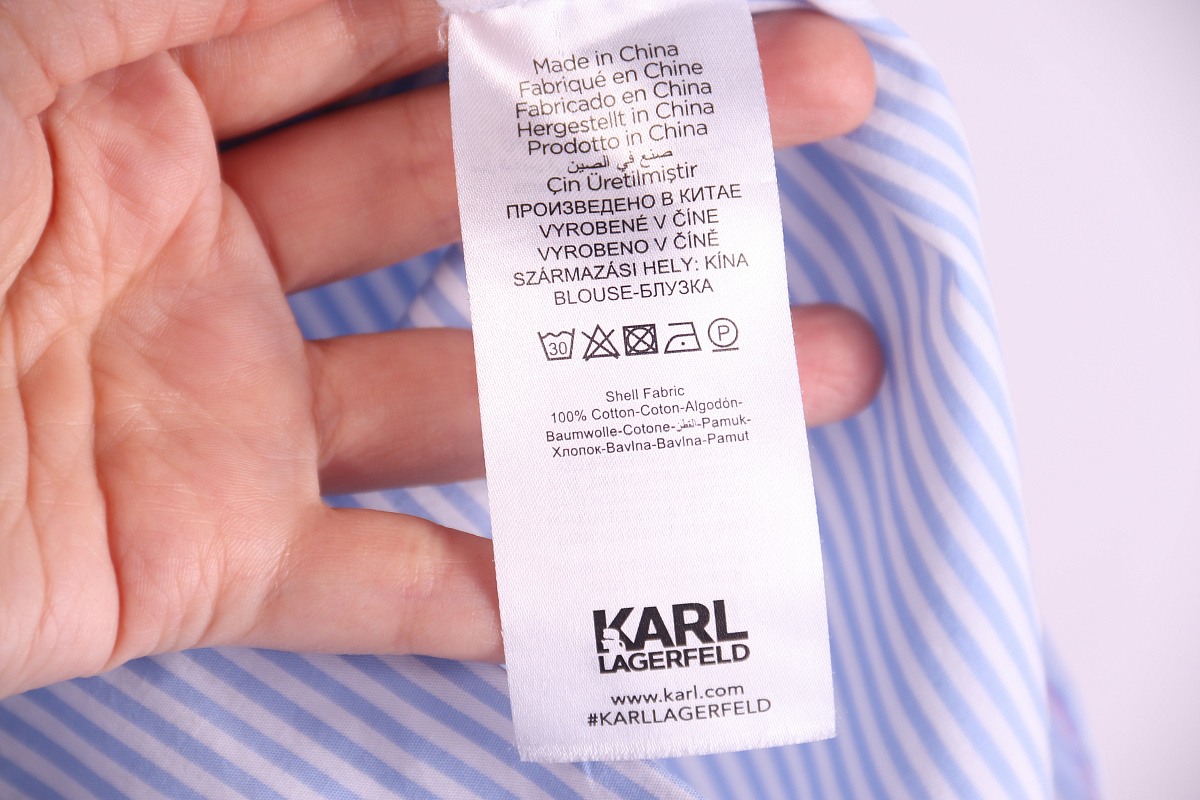 Made in China
Fabriqué en Chine
Fabricado en China
Hergestellt in China
Prodotto in China
صنع في الصين
Çin Üretilmiştir
ПРОИЗВЕДЕНО В КИТАЕ
VYROBENÉ V ČÍNE
VYROBENO V ČÍNĚ
SZÁRMAZÁSI HELY: KÍNA
BLOUSE-БЛУЗКА
30 P
Shell Fabric
100% Cotton-Coton-Algodón-
Baumwolle-Cotone-القطن-Pamuk-
Хлопок-Bavlna-Bavlna-Pamut
KARL
LAGERFELD
www.karl.com
#KARLLAGERFELD